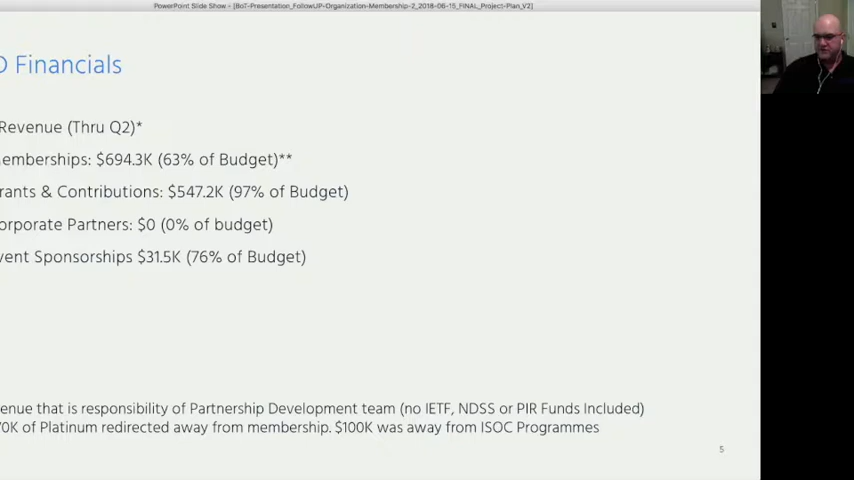 PowerPoint Slide Show - [BoT-Presentation_FollowUP-Organization-Membership-2_2018-06-15_FINAL_Project-Plan_V2]
D Financials
Revenue (Thru Q2)*
emberships: $694.3K (63% of Budget)**
rants & Contributions: $547.2K (97% of Budget)
orporate Partners: $0 (0% of budget)
vent Sponsorships $31.5K (76% of Budget)
enue that is responsibility of Partnership Development team (no IETF, NDSS or PIR Funds Included)
70K of Platinum redirected away from membership. $100K was away from ISOC Programmes
5